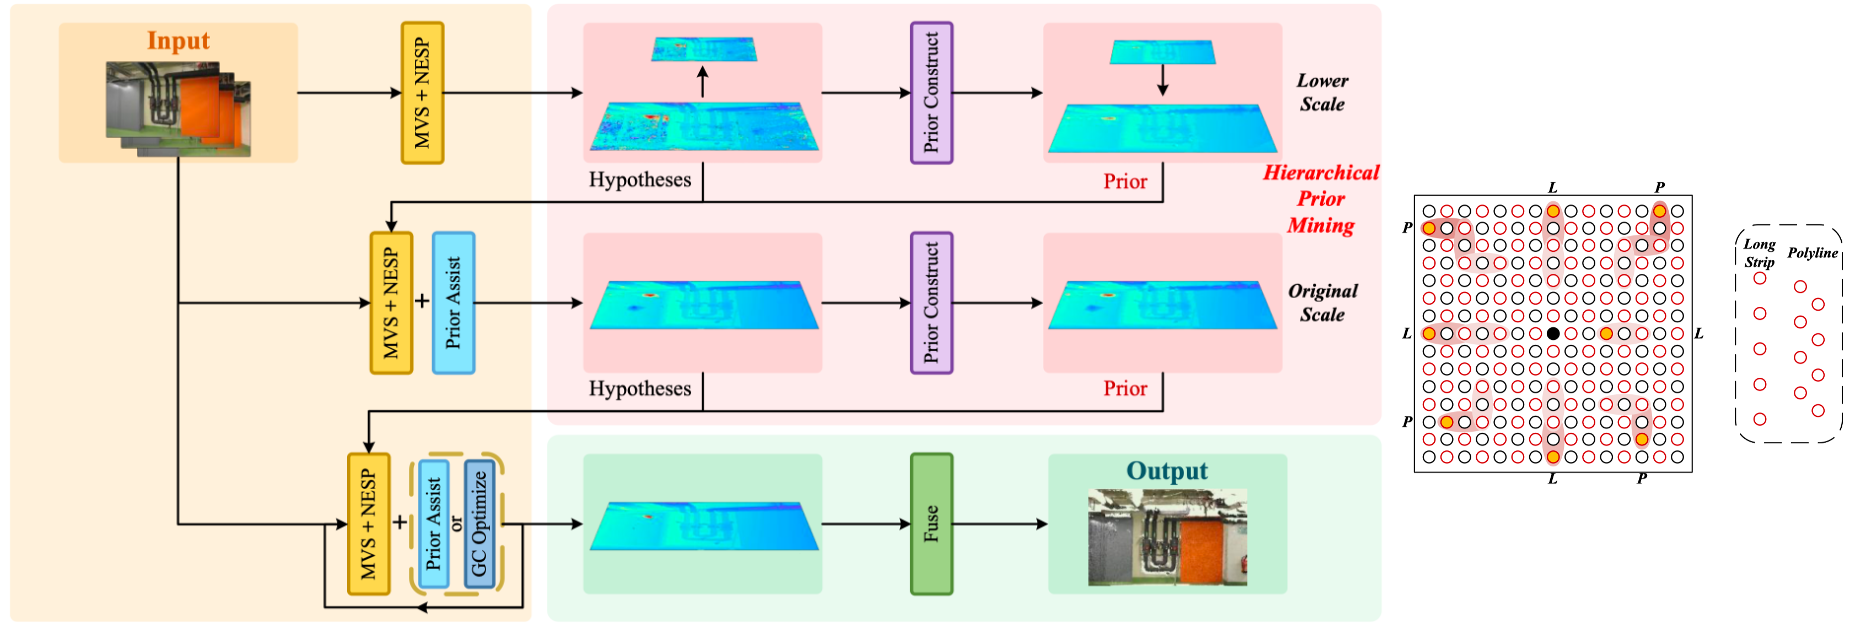 Input
MVS + NESP
Prior Construct
Lower
Scale
Hypotheses
Prior
Hierarchical
Prior
Mining
MVS + NESP
+
Prior Assist
Prior Construct
Original
Scale
Hypotheses
Prior
MVS + NESP
+
Prior Assist
or
GC Optimize
Fuse
Output
L
P
P
L
L
P
L
P
Long
Strip
Polyline